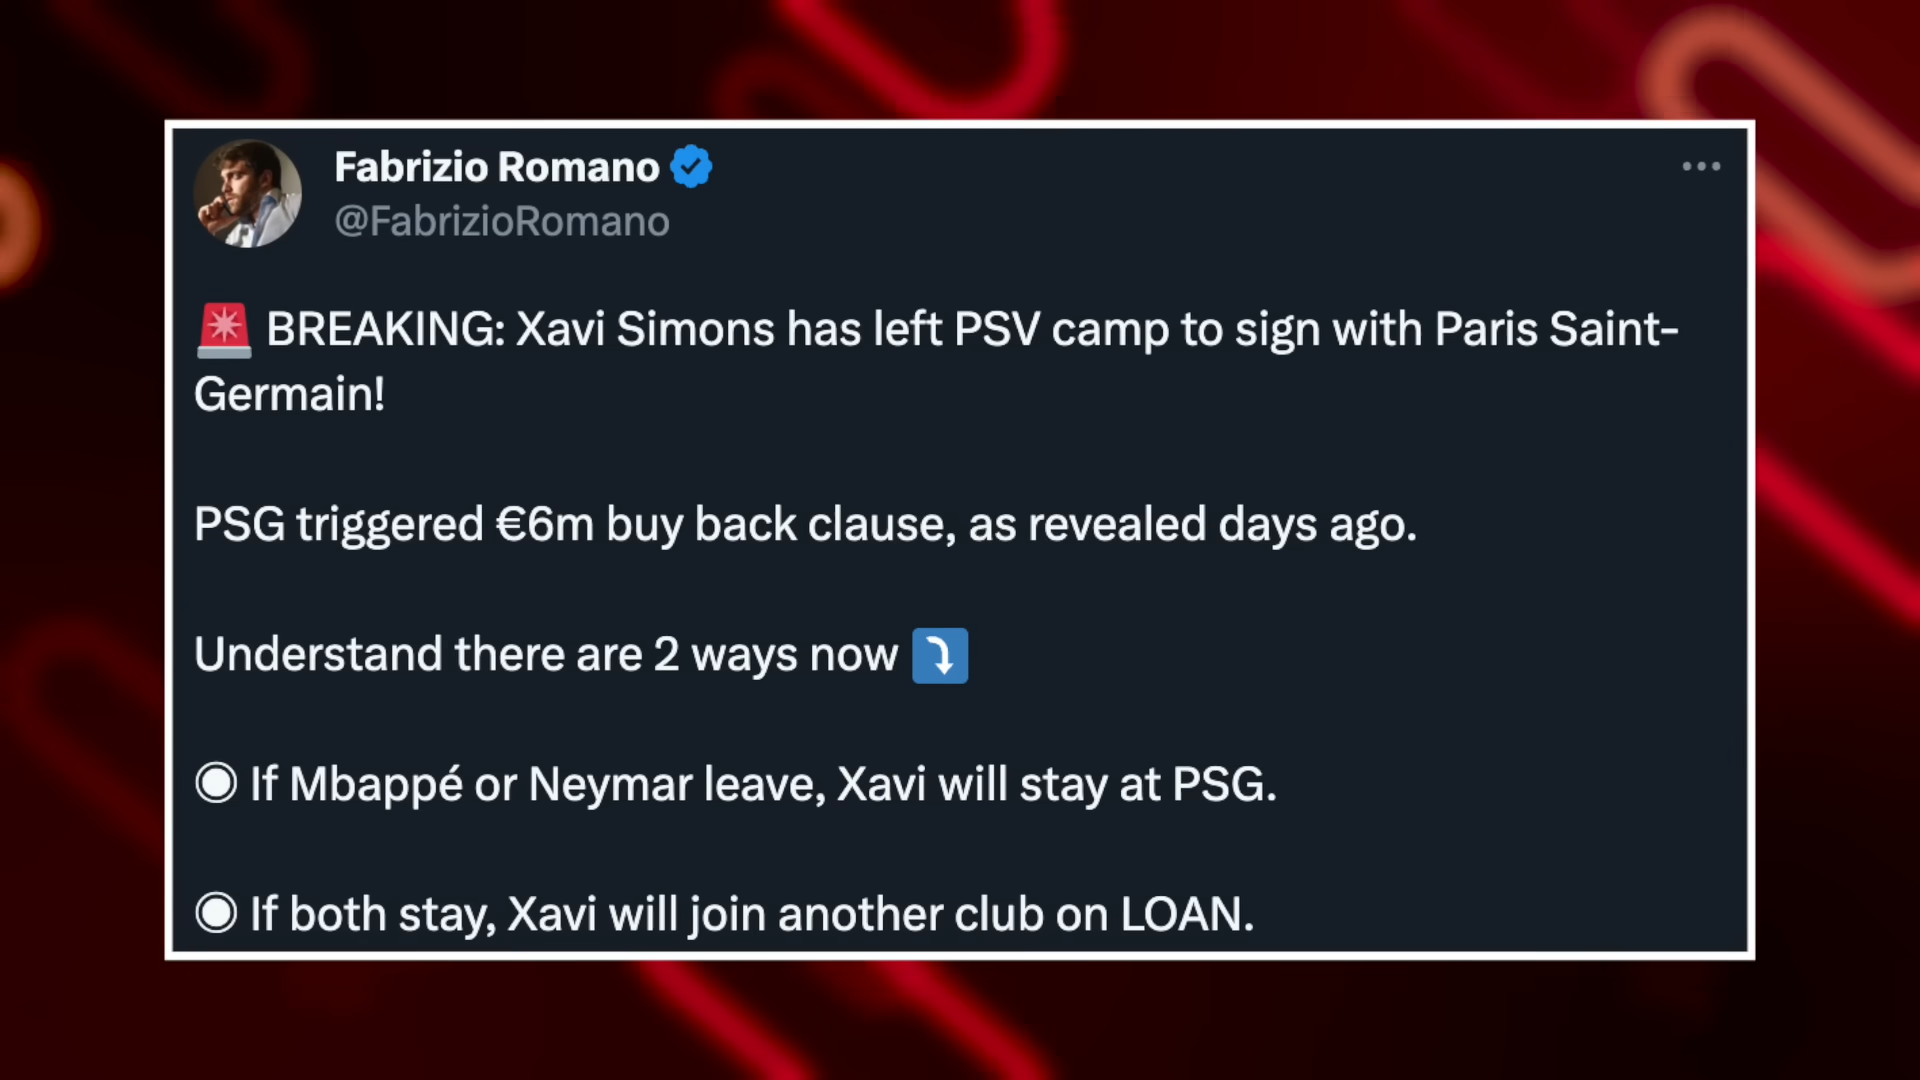 Fabrizio Romano
@FabrizioRomano
🚨 BREAKING: Xavi Simons has left PSV camp to sign with Paris Saint-
Germain!
PSG triggered €6m buy back clause, as revealed days ago.
Understand there are 2 ways now ⤵️
◉ If Mbappé or Neymar leave, Xavi will stay at PSG.
◉ If both stay, Xavi will join another club on LOAN.